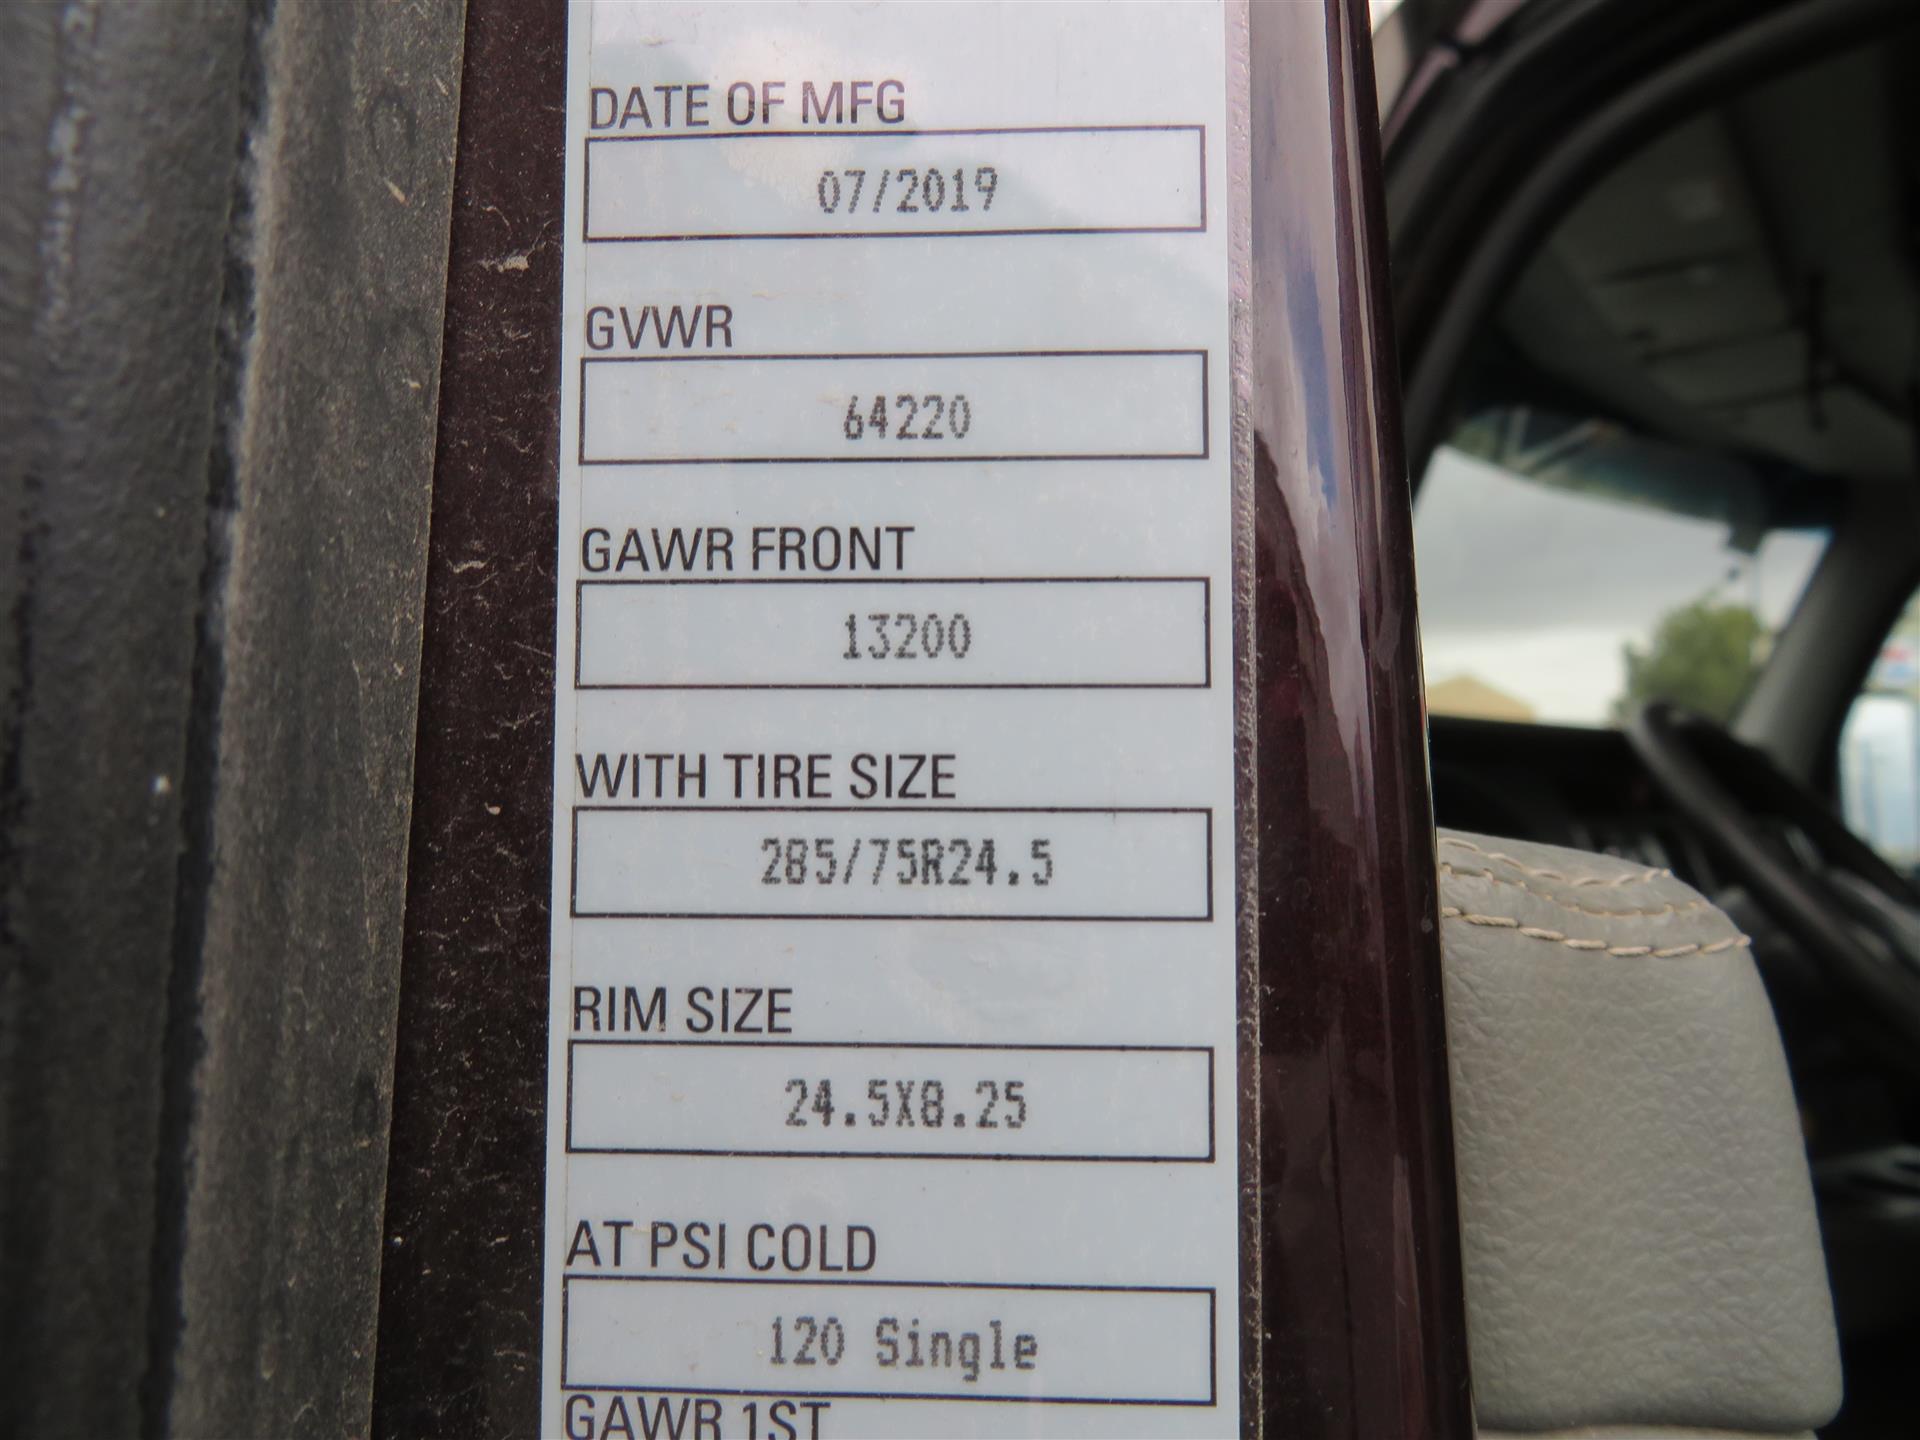 DATE OF MFG
07/2019
GVWR
64220
GAWR FRONT
13200
WITH TIRE SIZE
285/75R24.5
RIM SIZE
24.5X8.25
AT PSI COLD
120 Single
GAWR 1ST